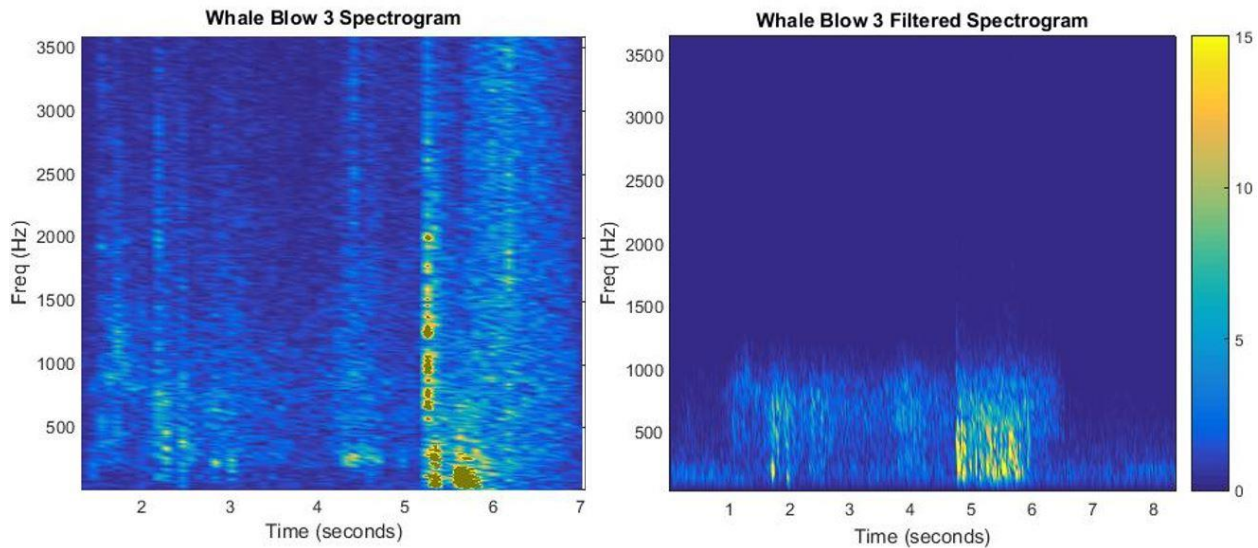 Whale Blow 3 Spectrogram
3500
3000
2500
2000
1500
1000
500
Freq (Hz)
2 3 4 5 6 7
Time (seconds)
Whale Blow 3 Filtered Spectrogram
3500
3000
2500
2000
1500
1000
500
Freq (Hz)
1 2 3 4 5 6 7 8
Time (seconds)
15
10
5
0